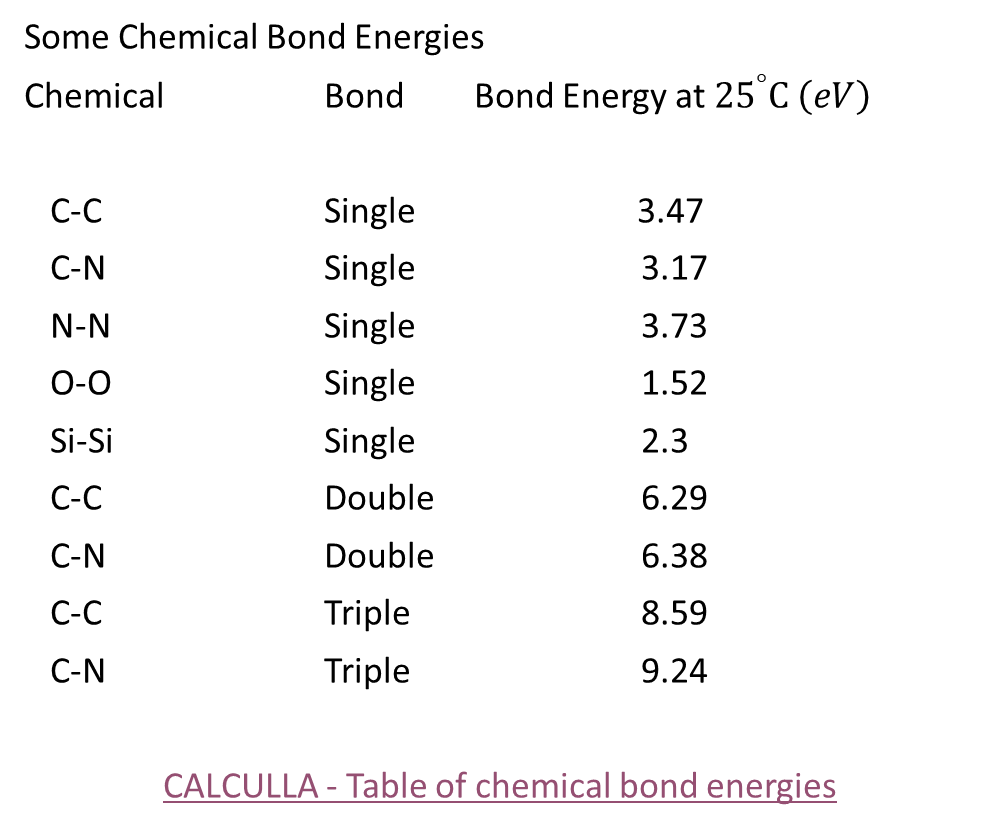 Some Chemical Bond Energies
Chemical Bond Bond Energy at 25°C (eV)
C-C Single 3.47
C-N Single 3.17
N-N Single 3.73
O-O Single 1.52
Si-Si Single 2.3
C-C Double 6.29
C-N Double 6.38
C-C Triple 8.59
C-N Triple 9.24
CALCULLA - Table of chemical bond energies